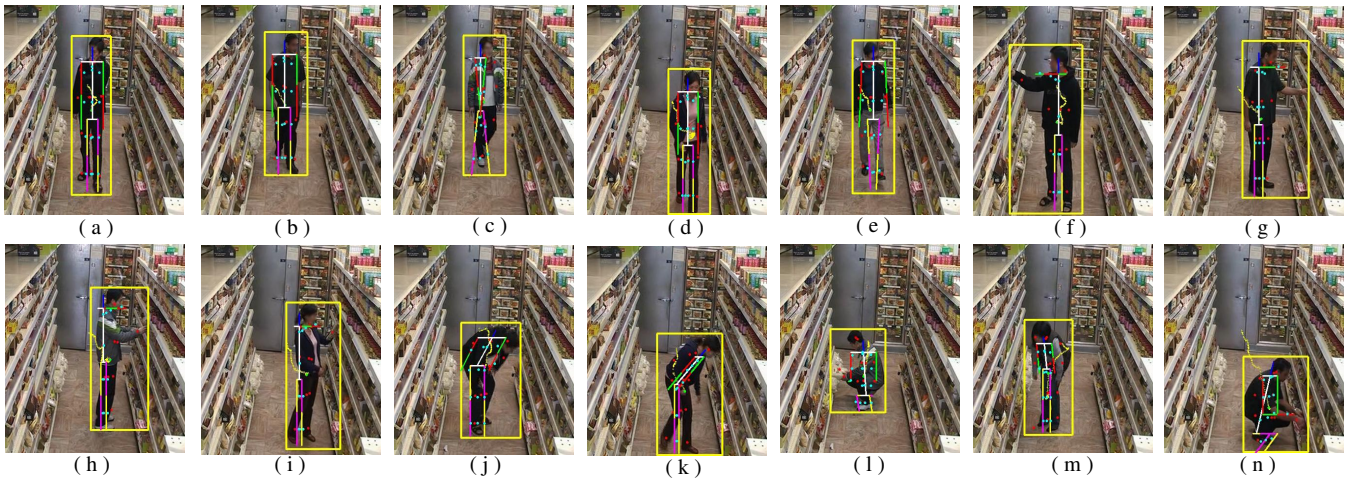 ( a )
( b )
( c )
( d )
( e )
( f )
( g )
( h )
( i )
( j )
( k )
( l )
( m )
( n )